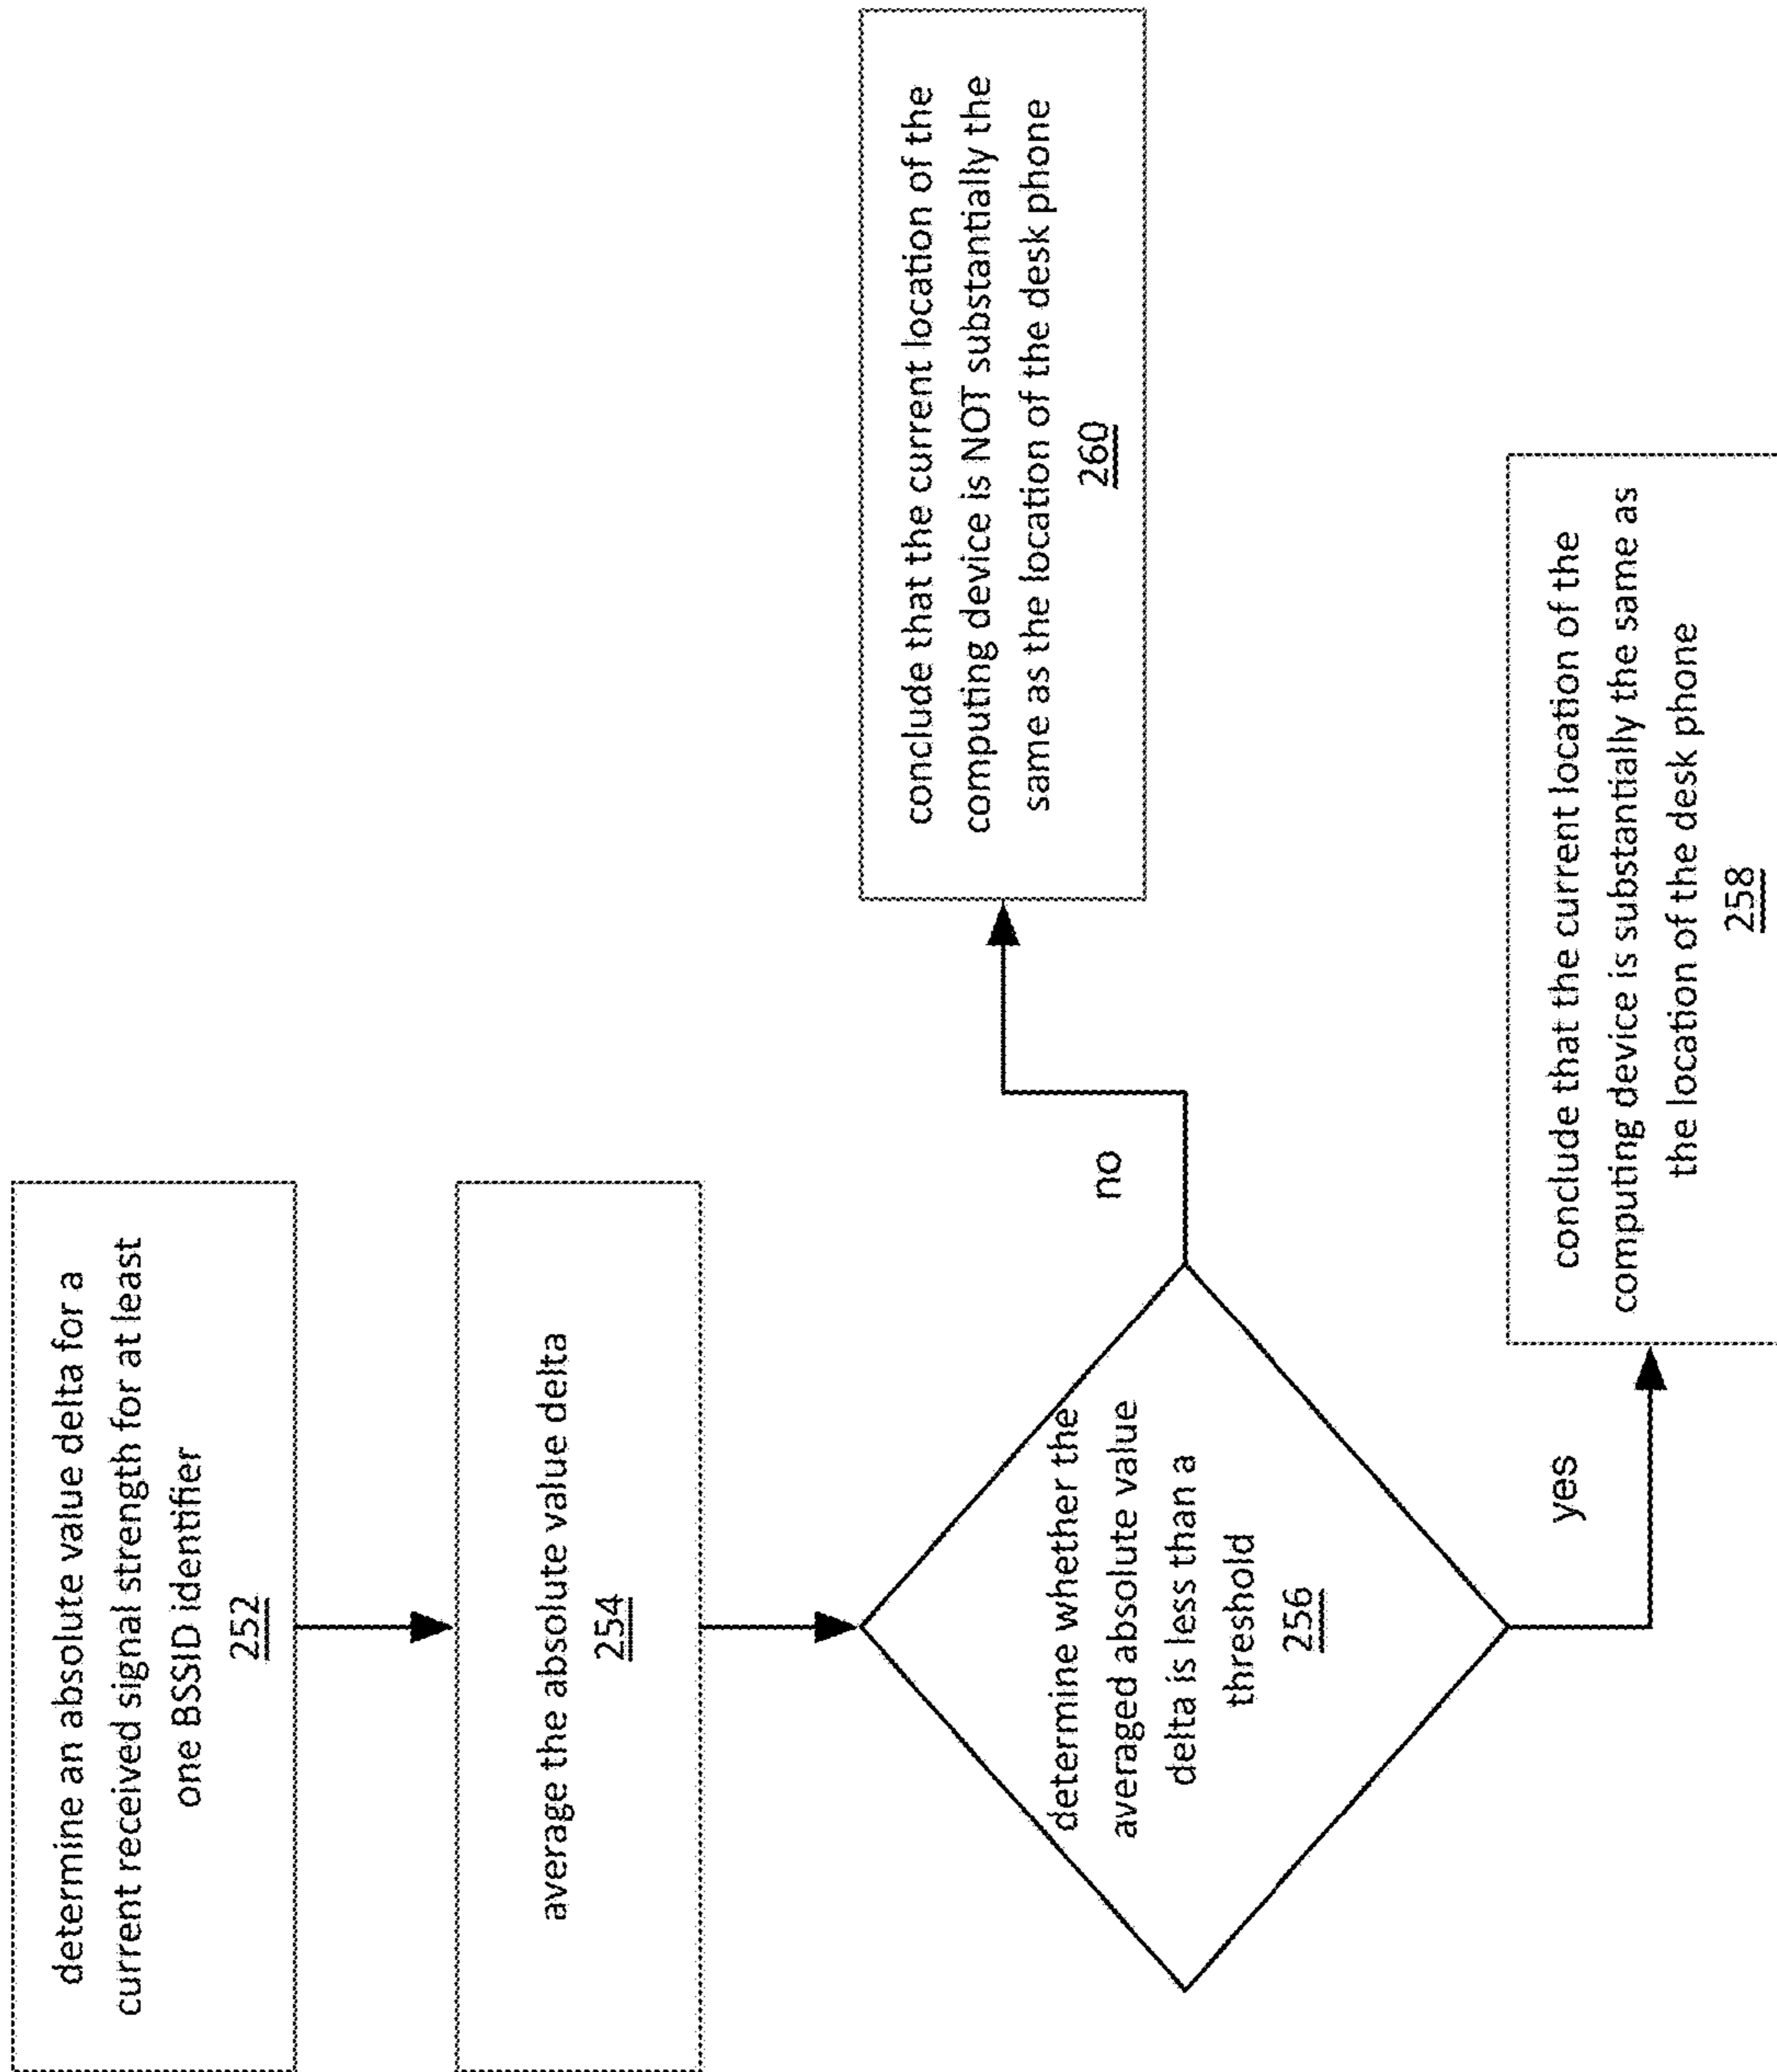 determine an absolute value delta for a
current received signal strength for at least
one BSSID identifier
252
average the absolute value delta
254
determine whether the
averaged absolute value
delta is less than a
threshold
256
no
conclude that the current location of the
computing device is NOT substantially the
same as the location of the desk phone
260
yes
conclude that the current location of the
computing device is substantially the same as
the location of the desk phone
258